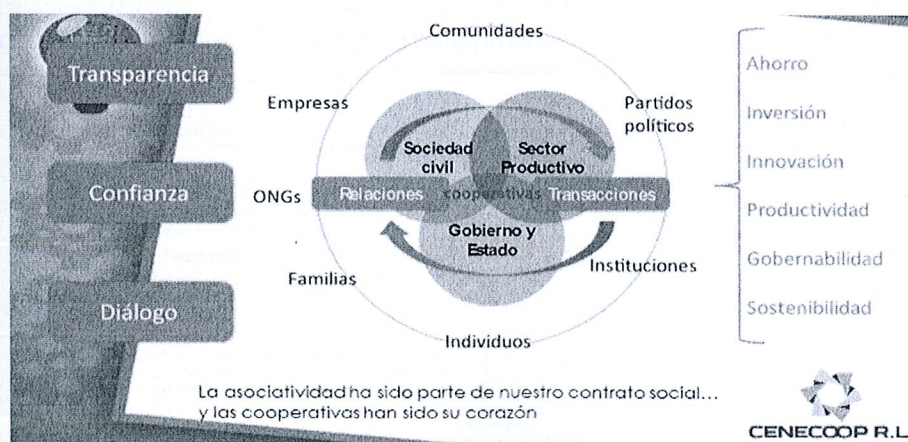 Transparencia
Confianza
Diálogo
Comunidades
Empresas
Partidos
políticos
Sociedad
civil
Sector
Productivo
ONGs
Relaciones
cooperativas
Transacciones
Gobierno y
Estado
Familias
Instituciones
Individuos
Ahorro
Inversión
Innovación
Productividad
Gobernabilidad
Sostenibilidad
La asociatividad ha sido parte de nuestro contrato social...
y las cooperativas han sido su corazón
CENECOOP R.L